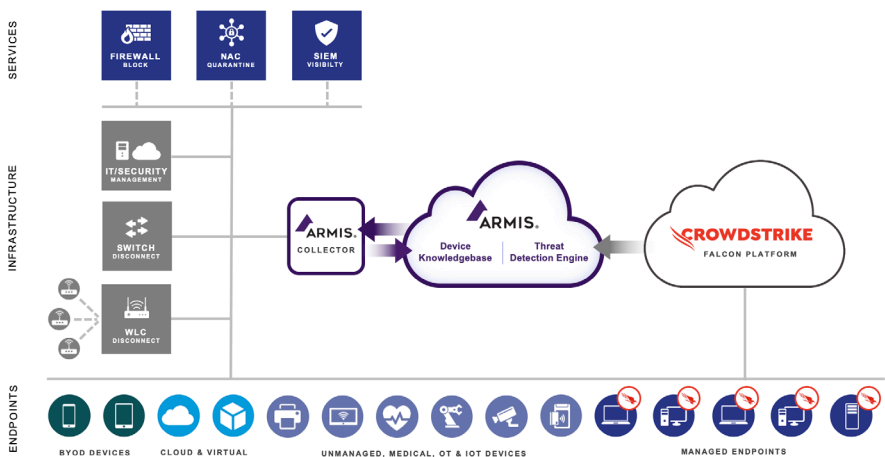 SERVICES
FIREWALL
BLOCK
NAC
QUARANTINE
SIEM
VISIBILTY
INFRASTRUCTURE
IT/SECURITY
MANAGEMENT
SWITCH
DISCONNECT
WLC
DISCONNECT
ARMIS.
COLLECTOR
ARMIS.
Device
Knowledgebase
Threat
Detection Engine
CROWDSTRIKE
FALCON PLATFORM
ENDPOINTS
BYOD DEVICES
CLOUD & VIRTUAL
UNMANAGED, MEDICAL, OT & IOT DEVICES
MANAGED ENDPOINTS